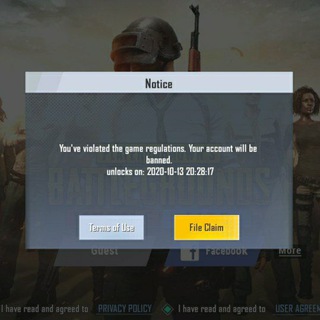 Notice
You've violated the game regulations. Your account will be
banned.
unlocks on: 2020-10-13 20:28:17
Terms of Use
File Claim
Guest
f Facebook
More
I have read and agreed to PRIVACY POLICY
I have read and agreed to USER AGREEM